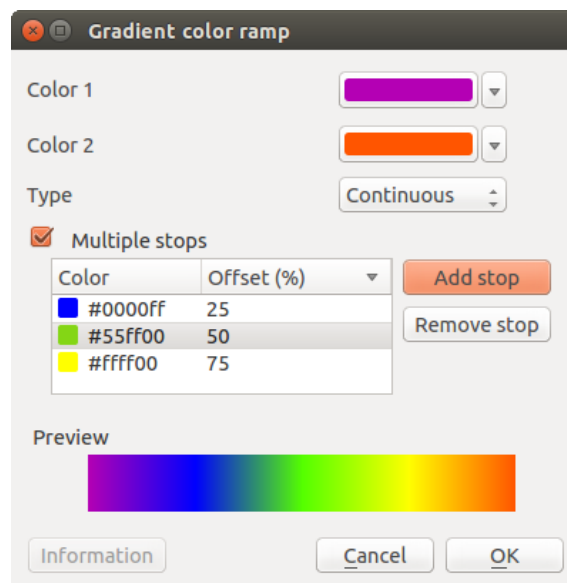 Gradient color ramp
Color 1
Color 2
Type Continuous
Multiple stops
Color Offset (%) Add stop
#0000ff 25
#55ff00 50 Remove stop
#ffff00 75
Preview
Information Cancel OK